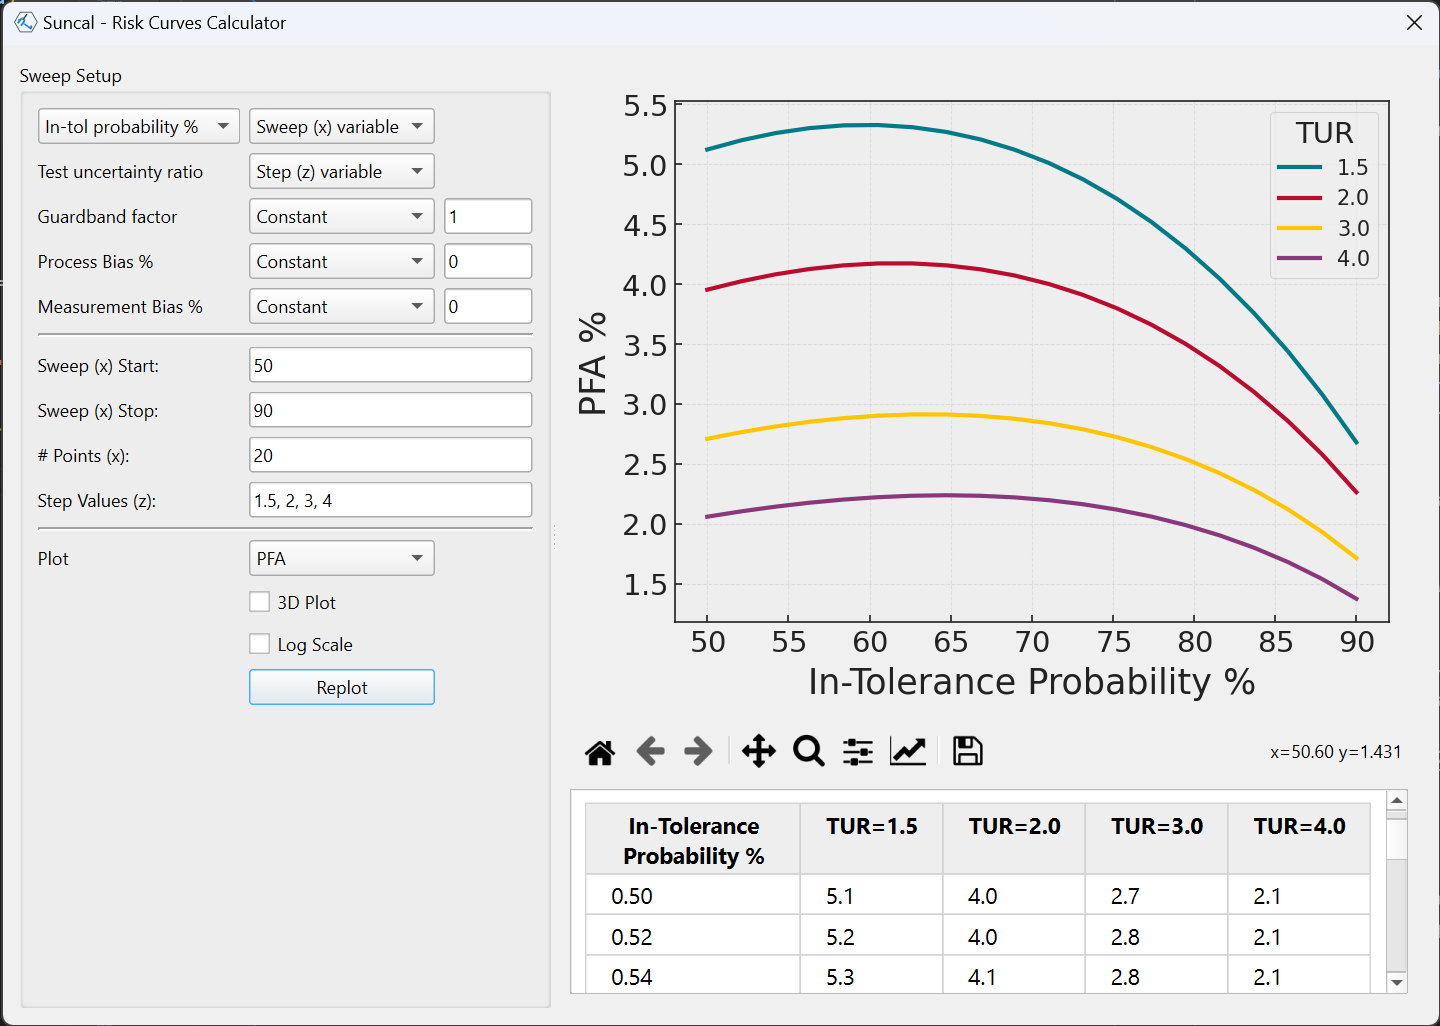 Suncal - Risk Curves Calculator
Sweep Setup
In-tol probability % Sweep (x) variable
Test uncertainty ratio Step (z) variable
Guardband factor Constant 1
Process Bias % Constant 0
Measurement Bias % Constant 0
Sweep (x) Start: 50
Sweep (x) Stop: 90
# Points (x): 20
Step Values (z): 1.5, 2, 3, 4
Plot PFA
3D Plot
Log Scale
Replot
PFA %
5.5
5.0
4.5
4.0
3.5
3.0
2.5
2.0
1.5
TUR
1.5
2.0
3.0
4.0
50 55 60 65 70 75 80 85 90
In-Tolerance Probability %
x=50.60 y=1.431
In-Tolerance Probability % TUR=1.5 TUR=2.0 TUR=3.0 TUR=4.0
0.50 5.1 4.0 2.7 2.1
0.52 5.2 4.0 2.8 2.1
0.54 5.3 4.1 2.8 2.1